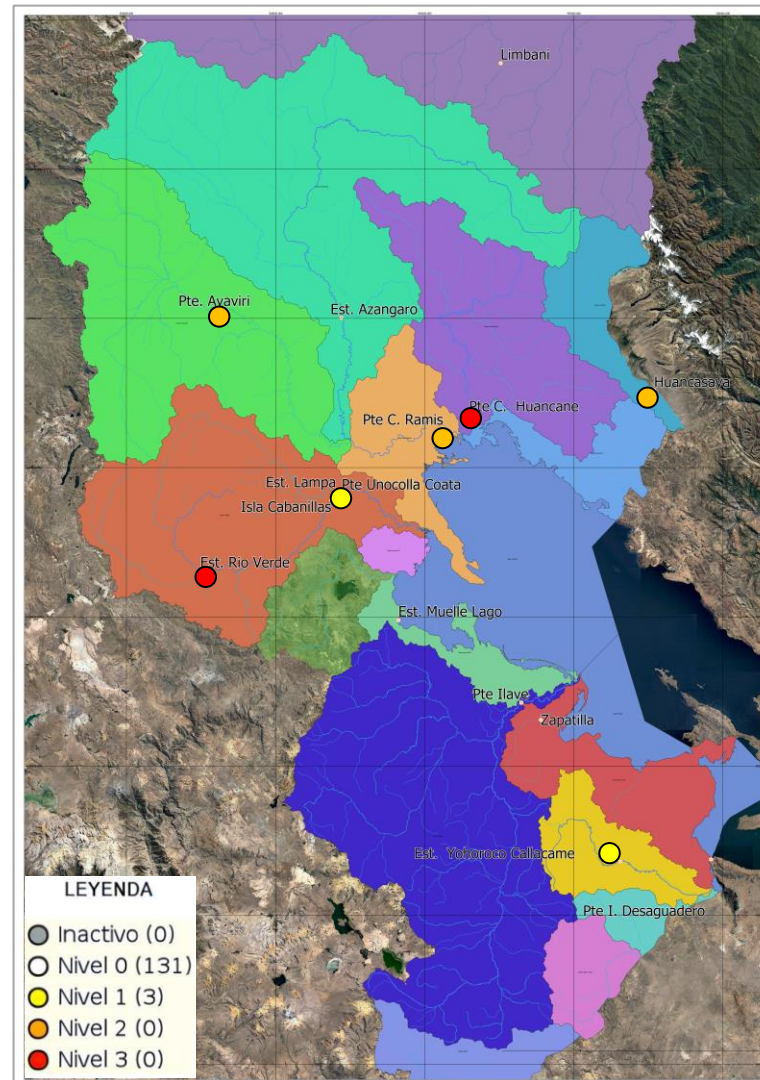 Limbani
Pte. Ayaviri
Est. Azangaro
Huancasaya
Pte C. Huancane
Pte C. Ramis
Est. Lampa
Pte Unocolla Coata
Isla Cabanillas
Est. Rio Verde
Est. Muelle Lago
Pte Ilave
Zapatilla
Est. Yohoroco Callacame
Pte I. Desaguadero
LEYENDA
Inactivo (0)
Nivel 0 (131)
Nivel 1 (3)
Nivel 2 (0)
Nivel 3 (0)